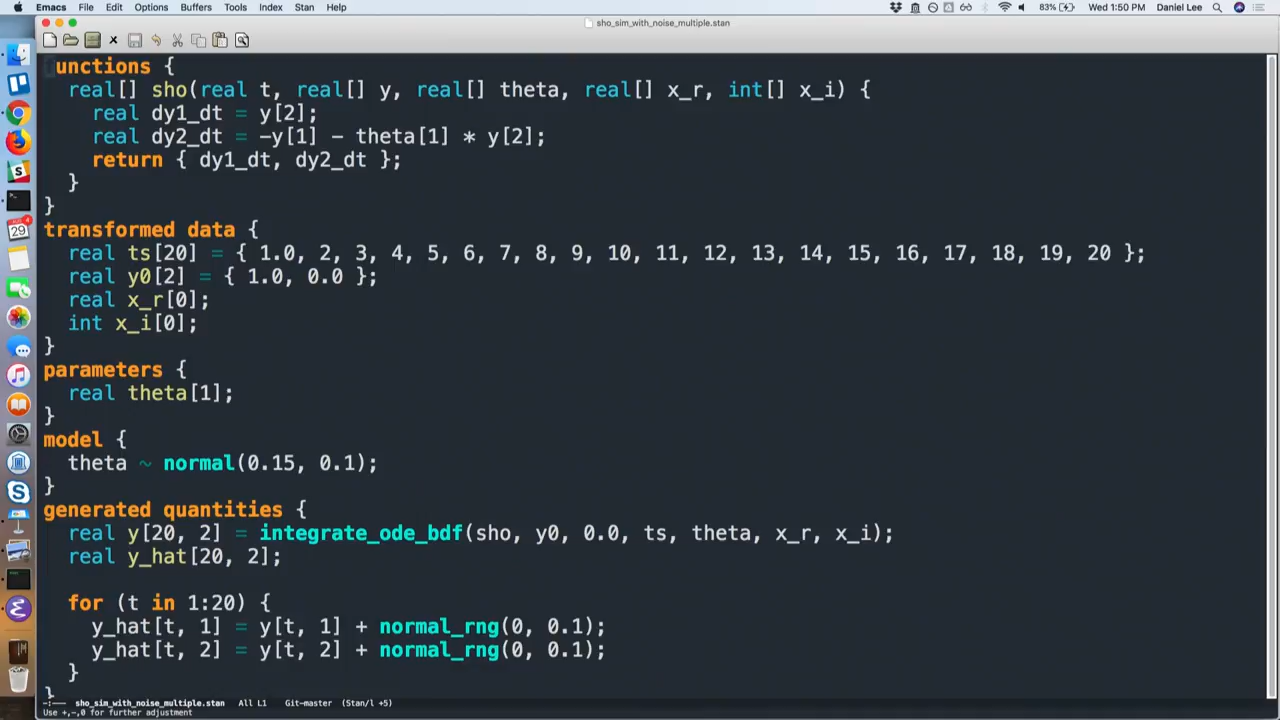 Emacs File Edit Options Buffers Tools Index Stan Help 83% Wed 1:50 PM Daniel Lee
sho_sim_with_noise_multiple.stan
functions {
real[] sho(real t, real[] y, real[] theta, real[] x_r, int[] x_i) {
real dy1_dt = y[2];
real dy2_dt = -y[1] - theta[1] * y[2];
return { dy1_dt, dy2_dt };
}
}
transformed data {
real ts[20] = { 1.0, 2, 3, 4, 5, 6, 7, 8, 9, 10, 11, 12, 13, 14, 15, 16, 17, 18, 19, 20 };
real y0[2] = { 1.0, 0.0 };
real x_r[0];
int x_i[0];
}
parameters {
real theta[1];
}
model {
theta ~ normal(0.15, 0.1);
}
generated quantities {
real y[20, 2] = integrate_ode_bdf(sho, y0, 0.0, ts, theta, x_r, x_i);
real y_hat[20, 2];
for (t in 1:20) {
y_hat[t, 1] = y[t, 1] + normal_rng(0, 0.1);
y_hat[t, 2] = y[t, 2] + normal_rng(0, 0.1);
}
}
-:--- sho_sim_with_noise_multiple.stan All L1 Git-master (Stan/l +5)
Use +,-,0 for further adjustment